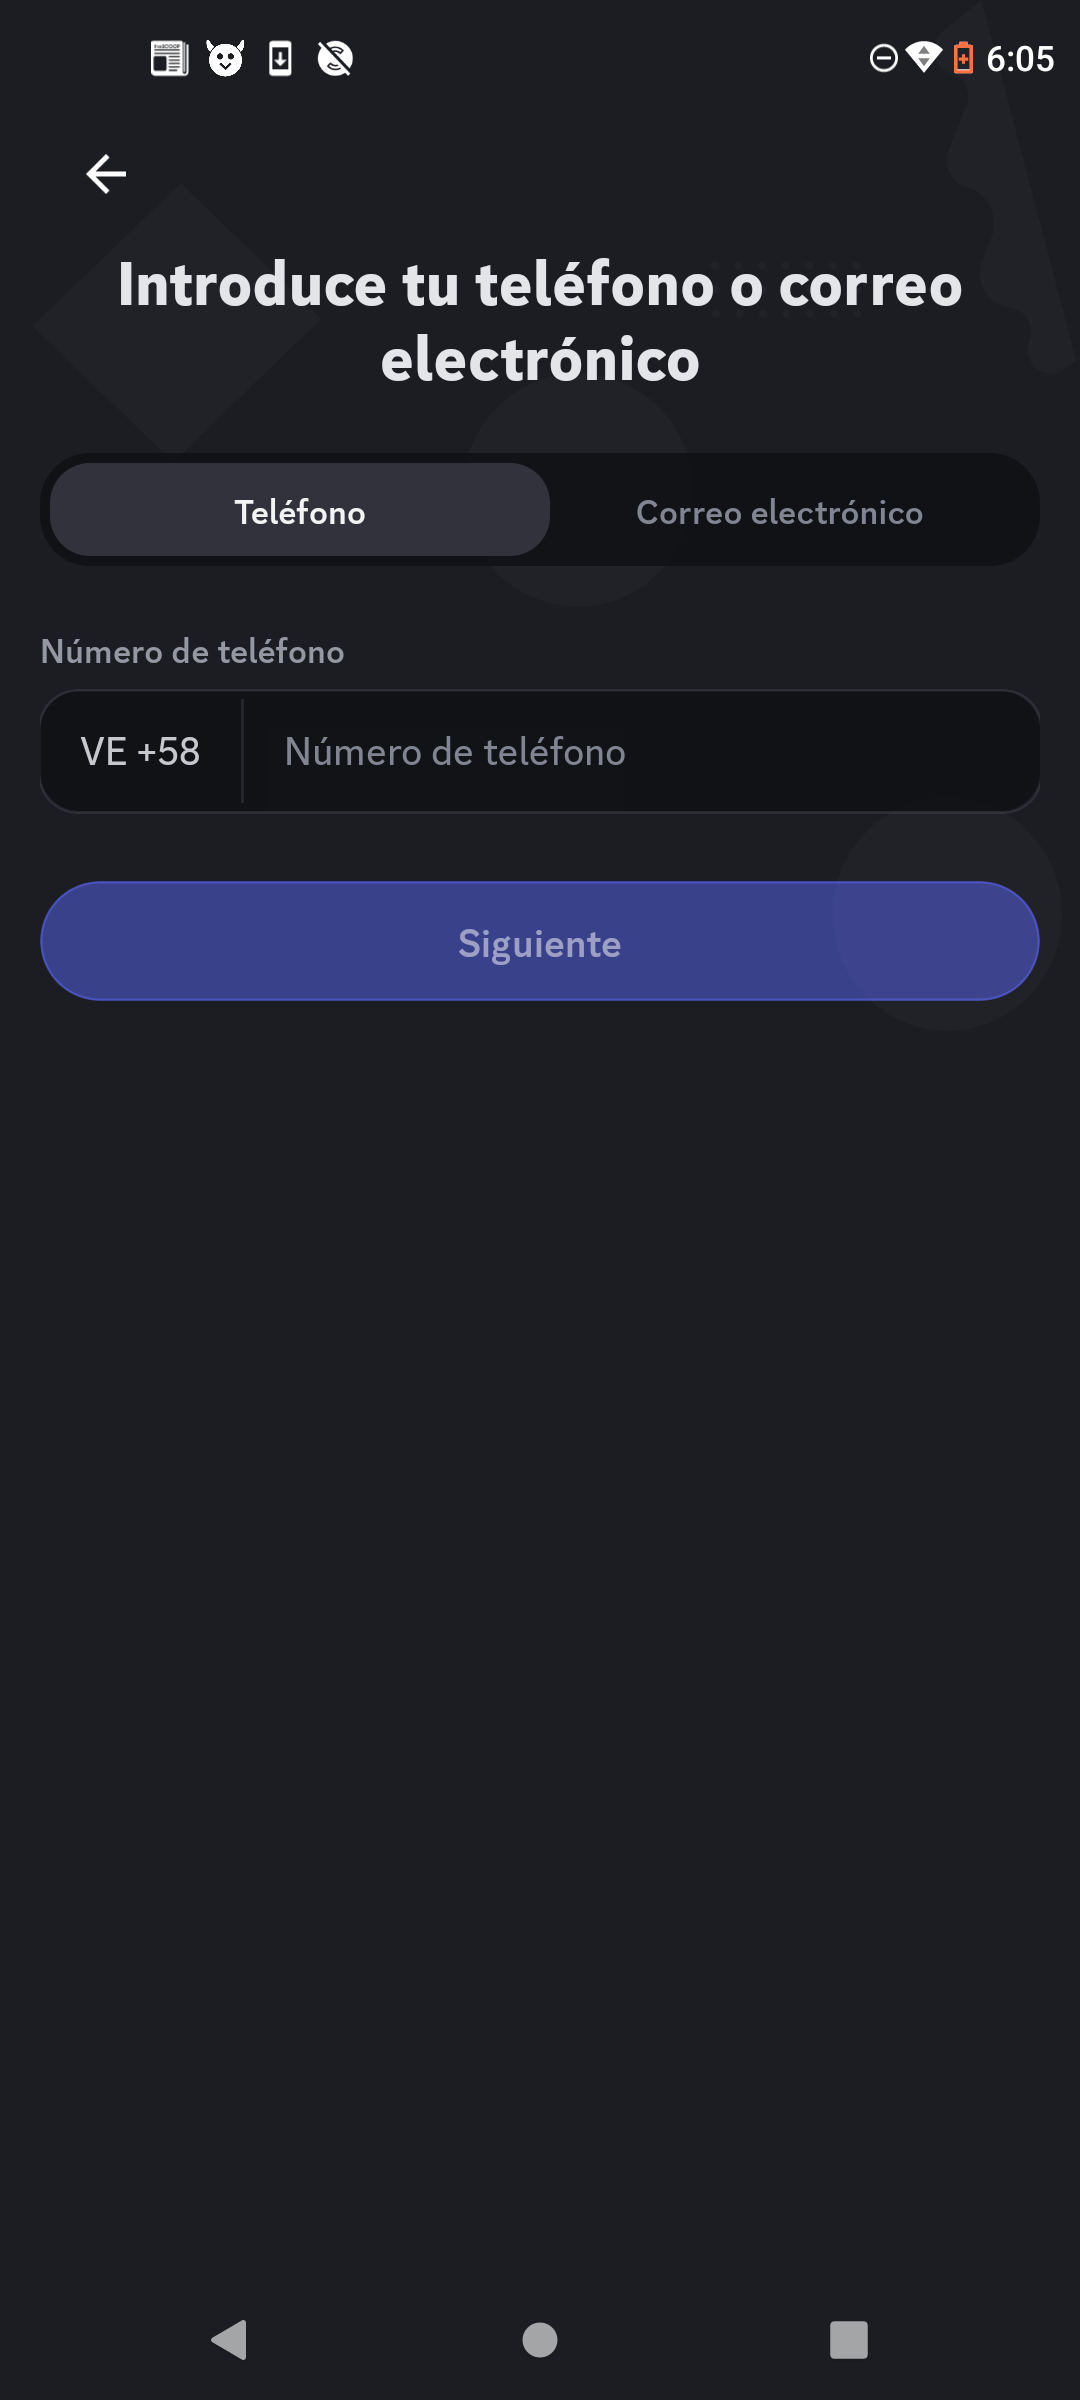 6:05
Introduce tu teléfono o correo
electrónico
Teléfono
Correo electrónico
Número de teléfono
VE +58
Número de teléfono
Siguiente